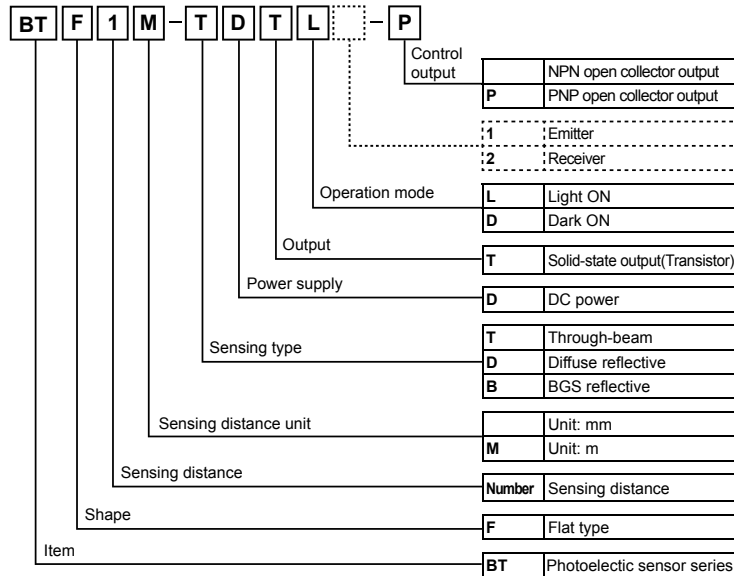 BT F 1 M - T D T L - P
Control
output
NPN open collector output
P PNP open collector output
1 Emitter
2 Receiver
Operation mode
L Light ON
D Dark ON
Output
T Solid-state output(Transistor)
Power supply
D DC power
Sensing type
T Through-beam
D Diffuse reflective
B BGS reflective
Sensing distance unit
Unit: mm
M Unit: m
Sensing distance
Number Sensing distance
Shape
F Flat type
Item
BT Photoelectic sensor series